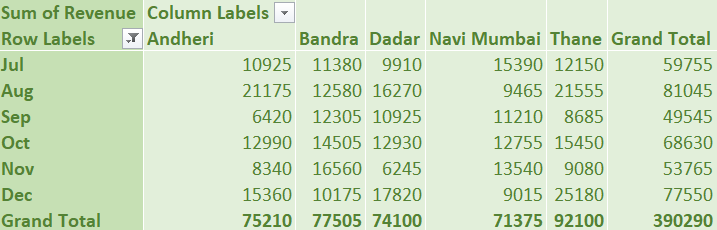 Sum of Revenue Column Labels
Row Labels Andheri Bandra Dadar Navi Mumbai Thane Grand Total
Jul 10925 11380 9910 15390 12150 59755
Aug 21175 12580 16270 9465 21555 81045
Sep 6420 12305 10925 11210 8685 49545
Oct 12990 14505 12930 12755 15450 68630
Nov 8340 16560 6245 13540 9080 53765
Dec 15360 10175 17820 9015 25180 77550
Grand Total 75210 77505 74100 71375 92100 390290